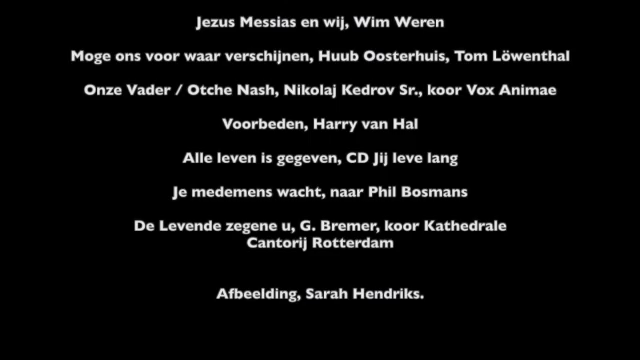 Jezus Messias en wij, Wim Weren
Moge ons voor waar verschijnen, Huub Oosterhuis, Tom Löwenthal
Onze Vader / Otche Nash, Nikolaj Kedrov Sr., koor Vox Animae
Voorbeden, Harry van Hal
Alle leven is gegeven, CD Jij leve lang
Je medemens wacht, naar Phil Bosmans
De Levende zegene u, G. Bremer, koor Kathedrale
Cantorij Rotterdam
Afbeelding, Sarah Hendriks.